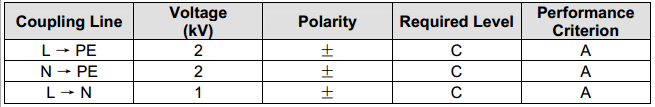 Coupling Line Voltage (kV) Polarity Required Level Performance Criterion
L → PE 2 ± C A
N → PE 2 ± C A
L → N 1 ± C A